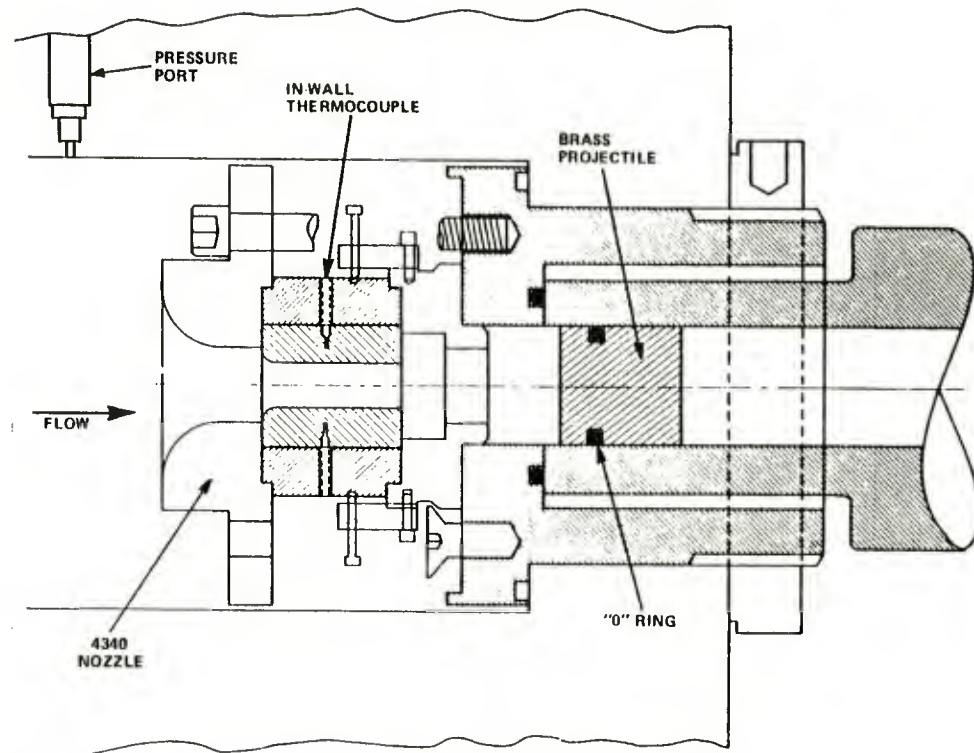 PRESSURE
PORT
IN-WALL
THERMOCOUPLE
BRASS
PROJECTILE
FLOW
4340
NOZZLE
"O" RING